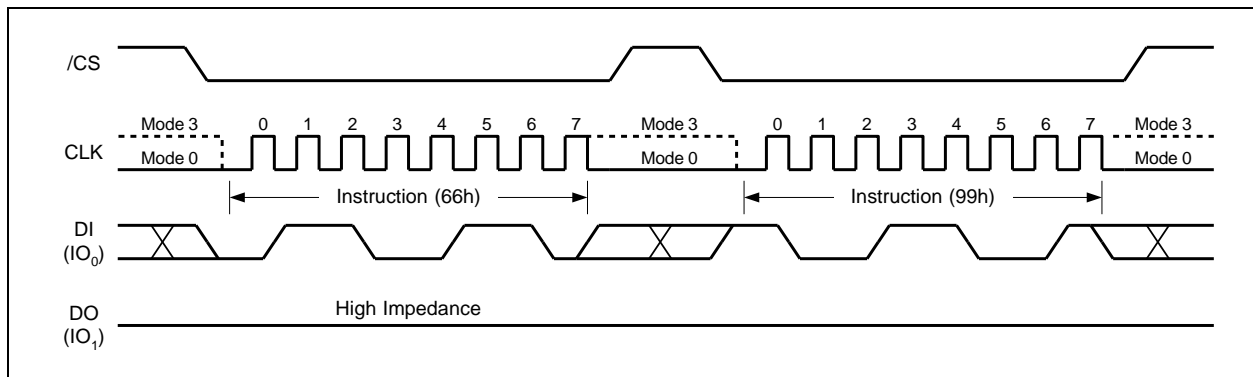 /CS
Mode 3 0 1 2 3 4 5 6 7 Mode 3 0 1 2 3 4 5 6 7 Mode 3
CLK
Mode 0 Mode 0 Mode 0
Instruction (66h) Instruction (99h)
DI
(IO₀)
High Impedance
DO
(IO₁)